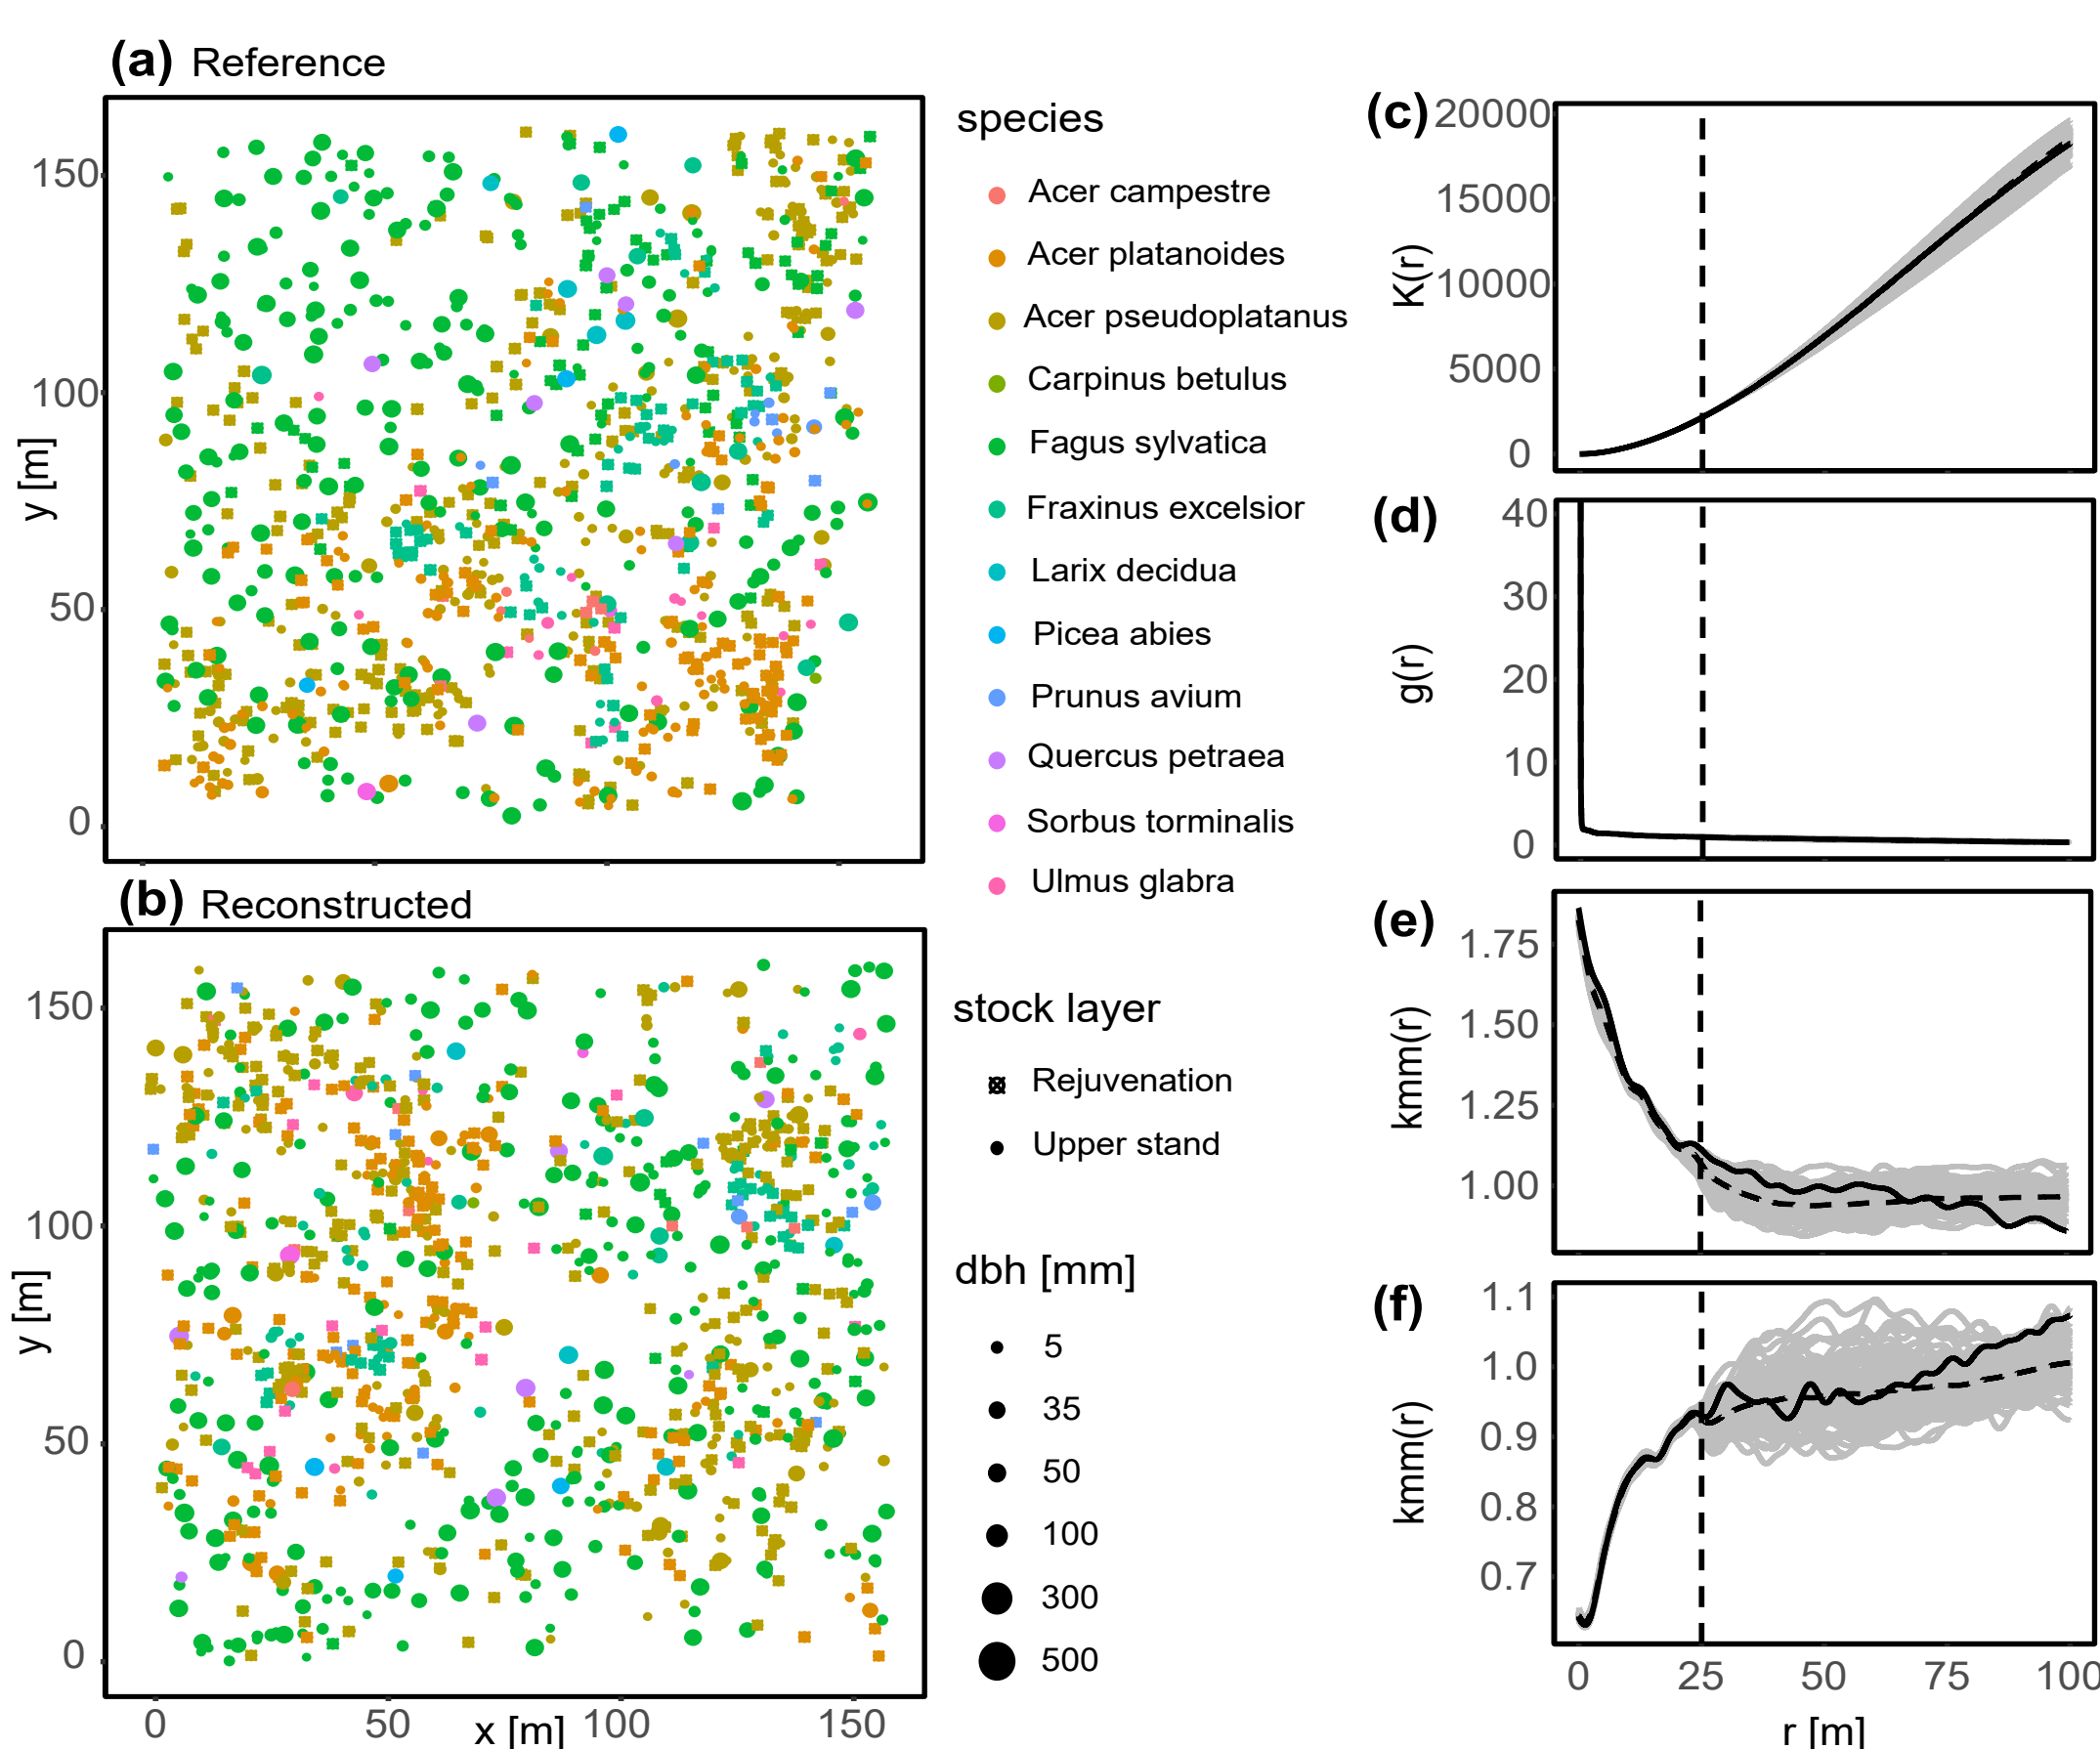 (a) Reference
150
100
50
0
y [m]
(b) Reconstructed
150
100
50
0
y [m]
0
50
100
150
x [m]
species
Acer campestre
Acer platanoides
Acer pseudoplatanus
Carpinus betulus
Fagus sylvatica
Fraxinus excelsior
Larix decidua
Picea abies
Prunus avium
Quercus petraea
Sorbus torminalis
Ulmus glabra
stock layer
Rejuvenation
Upper stand
dbh [mm]
5
35
50
100
300
500
(c)
20000
15000
10000
5000
0
K(r)
(d)
40
30
20
10
0
g(r)
(e)
1.75
1.50
1.25
1.00
kmm(r)
(f)
1.1
1.0
0.9
0.8
0.7
kmm(r)
0
25
50
75
100
r [m]